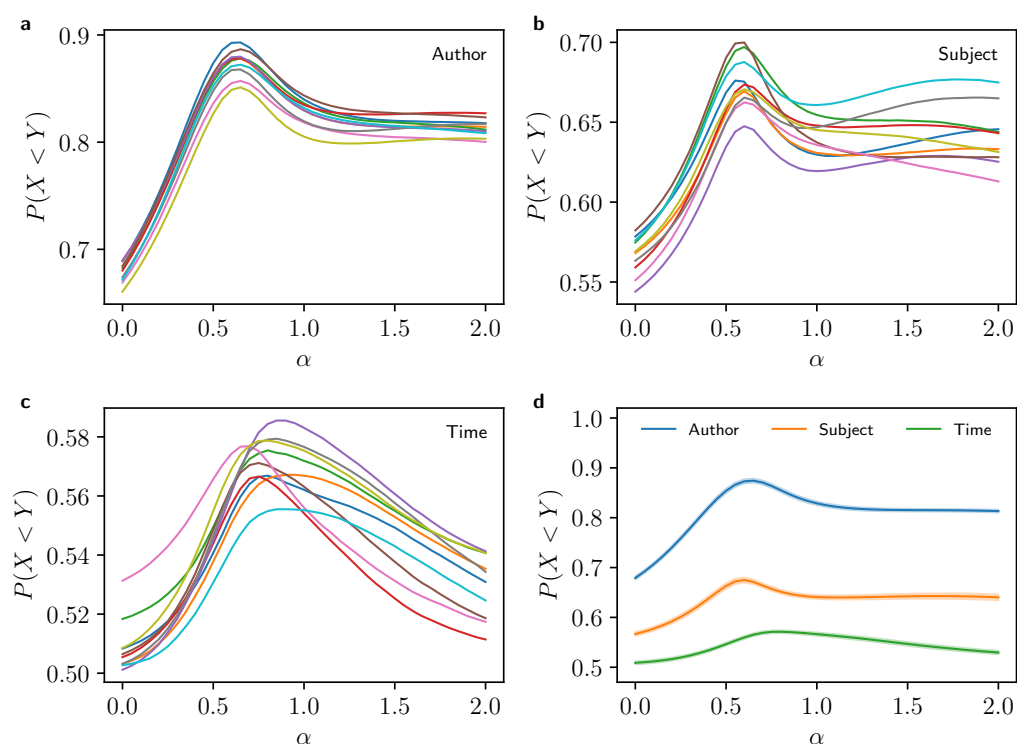 a
Author
0.9
0.8
0.7
P(X < Y)
0.0 0.5 1.0 1.5 2.0
α
b
Subject
0.70
0.65
0.60
0.55
P(X < Y)
0.0 0.5 1.0 1.5 2.0
α
c
Time
0.58
0.56
0.54
0.52
0.50
P(X < Y)
0.0 0.5 1.0 1.5 2.0
α
d
Author Subject Time
1.0
0.9
0.8
0.7
0.6
0.5
P(X < Y)
0.0 0.5 1.0 1.5 2.0
α